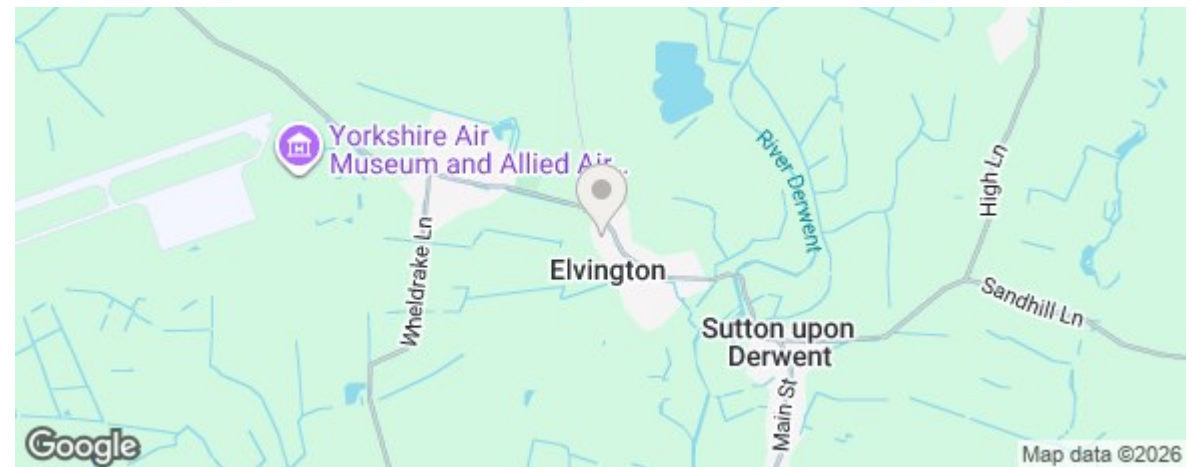 Yorkshire Air
Museum and Allied Air..
River Derwent
High Ln
Wheldrake Ln
Elvington
Sandhill Ln
Sutton upon
Derwent
Main St
Google
Map data ©2026